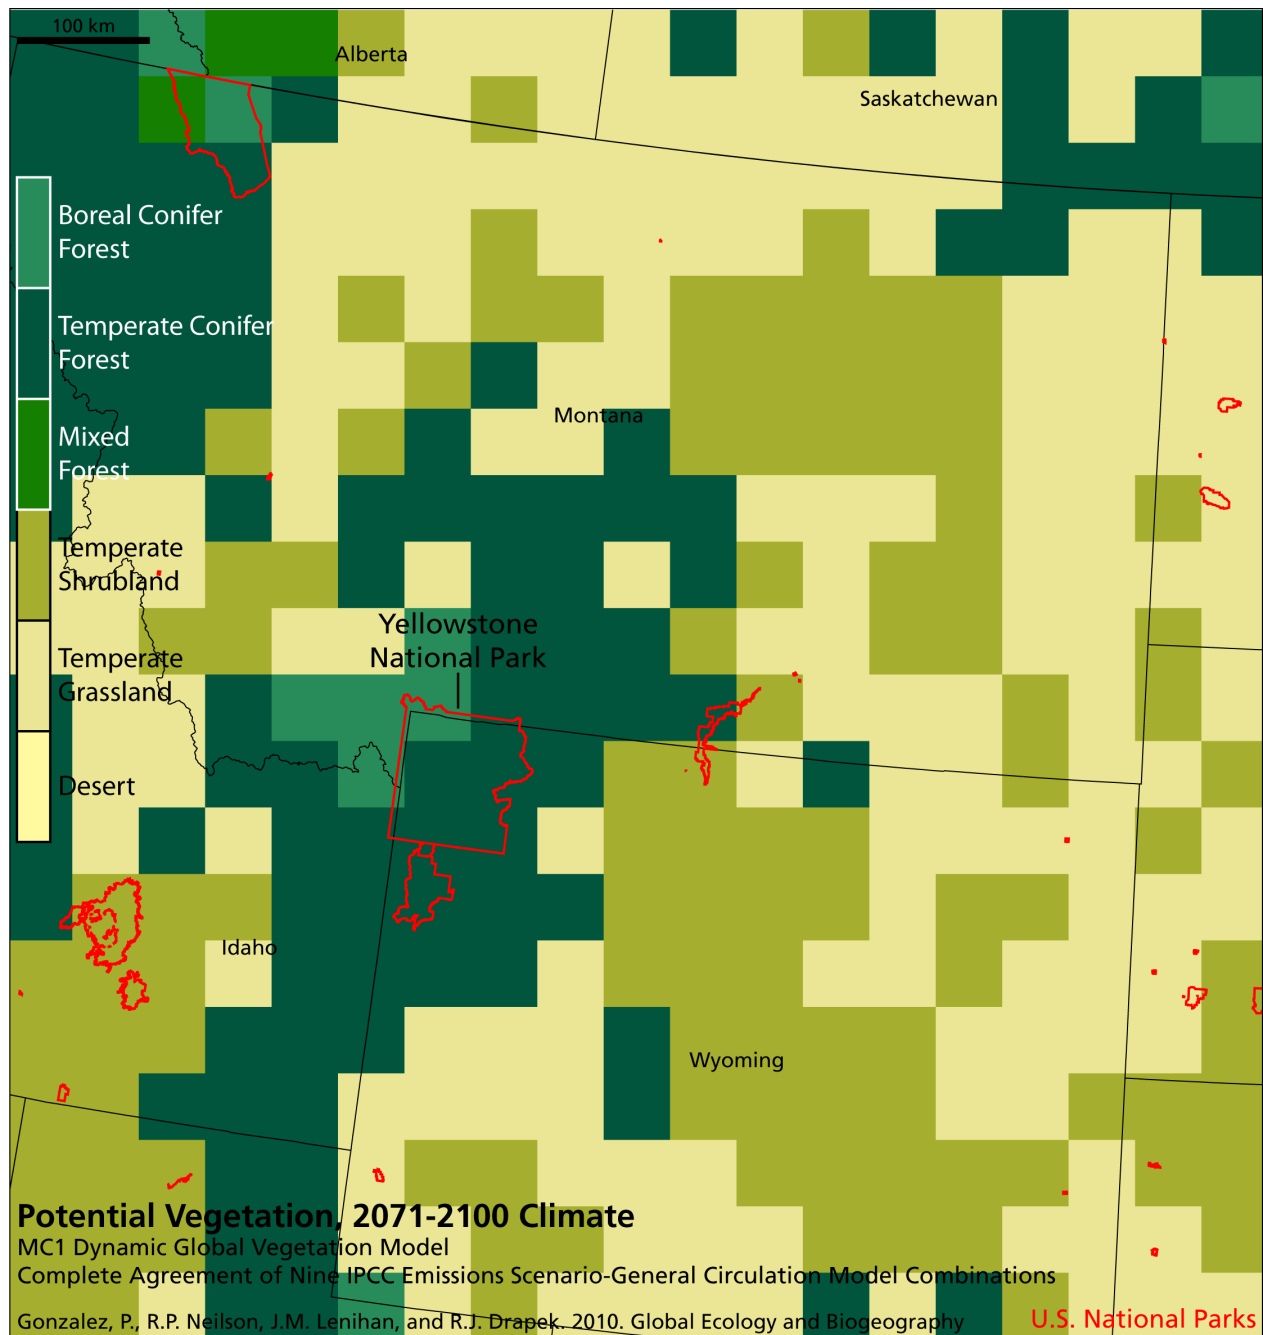 100 km
Alberta
Saskatchewan
Boreal Conifer
Forest
Temperate Conifer
Forest
Montana
Mixed
Forest
Temperate
Shrubland
Yellowstone
National Park
Temperate
Grassland
Desert
Idaho
Wyoming
Potential Vegetation, 2071-2100 Climate
MC1 Dynamic Global Vegetation Model
Complete Agreement of Nine IPCC Emissions Scenario-General Circulation Model Combinations
Gonzalez, P., R.P. Neilson, J.M. Lenihan, and R.J. Drapek. 2010. Global Ecology and Biogeography
U.S. National Parks